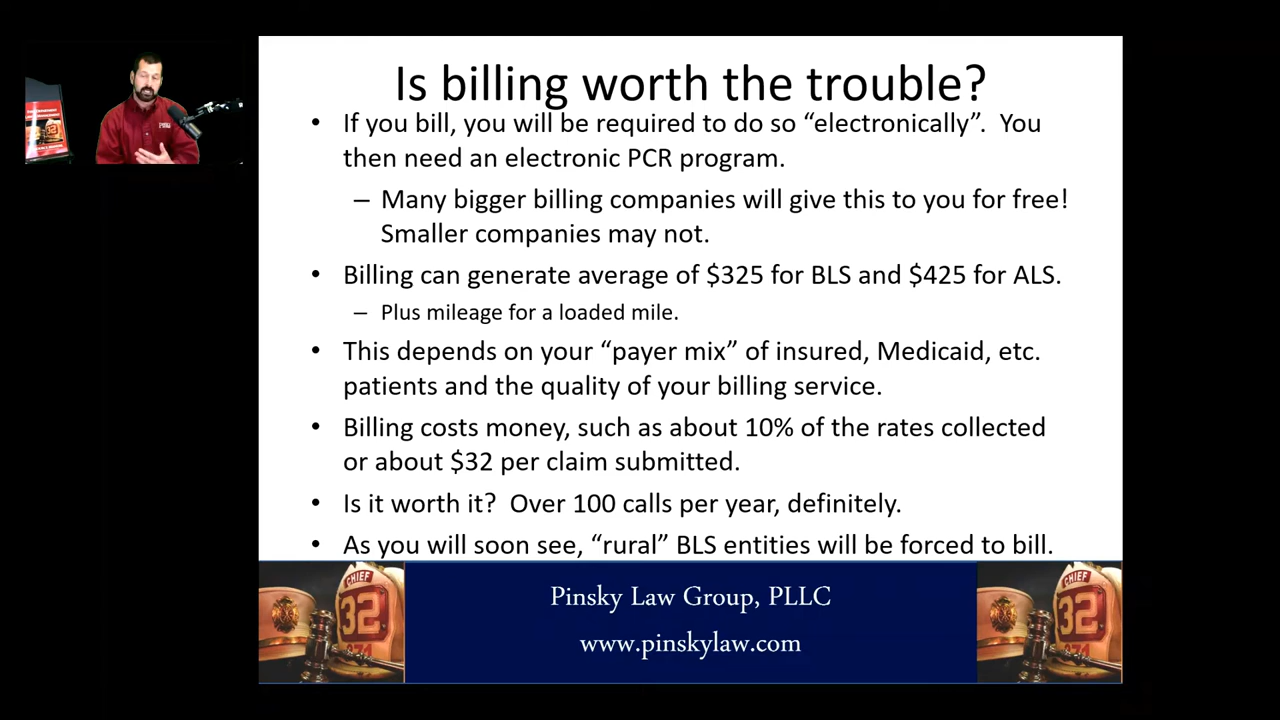 Is billing worth the trouble?
• If you bill, you will be required to do so “electronically”. You
then need an electronic PCR program.
– Many bigger billing companies will give this to you for free!
Smaller companies may not.
• Billing can generate average of $325 for BLS and $425 for ALS.
– Plus mileage for a loaded mile.
• This depends on your “payer mix” of insured, Medicaid, etc.
patients and the quality of your billing service.
• Billing costs money, such as about 10% of the rates collected
or about $32 per claim submitted.
• Is it worth it? Over 100 calls per year, definitely.
• As you will soon see, “rural” BLS entities will be forced to bill.
CHIEF
32
Pinsky Law Group, PLLC
www.pinskylaw.com
CHIEF
32